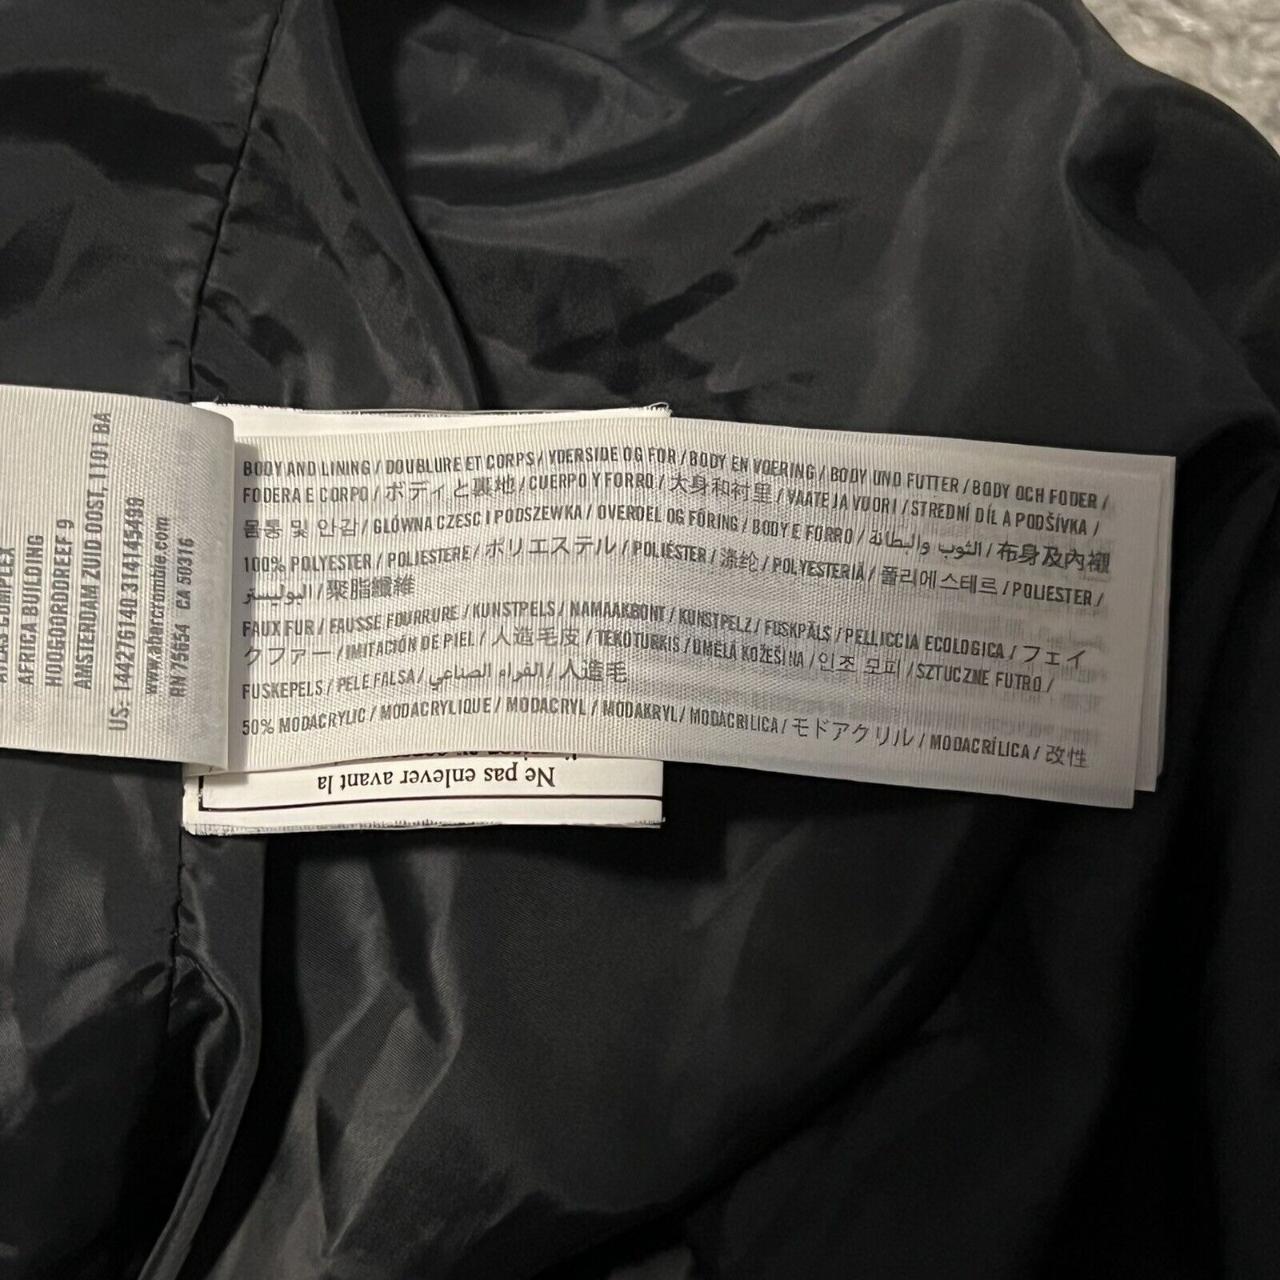 ATLAS COMPLEX
AFRICA BUILDING
HOOGOORDDREEF 9
AMSTERDAM ZUID OOST, 1101 BA
US: 144276140 314145499
www.abercrombie.com
RN 75654 CA 50316
BODY AND LINING / DOUBLURE ET CORPS / YDERSIDE OG FOR / BODY EN VOERING / BODY UND FUTTER / BODY OCH FODER /
FODERA E CORPO / ボディと裏地 / CUERPO Y FORRO / 大身和衬里 / VAATE JA VUORI / STREDNÍ DÍL A PODŠÍVKA /
몸통 및 안감 / GLÓWNA CZESC I PODSZEWKA / OVERDEL OG FÔRING / BODY E FORRO / الثوب والبطانة / 布身及內襯
100% POLYESTER / POLIESTERE / ポリエステル / POLIÉSTER / 涤纶 / POLYESTERIÄ / 폴리에스테르 / POLIESTER /
البوليستر / 聚脂纖維
FAUX FUR / FAUSSE FOURRURE / KUNSTPELS / NAMAAKBONT / KUNSTPELZ / FUSKPÄLS / PELLICCIA ECOLOGICA / フェイ
クファー / IMITACIÓN DE PIEL / 人造毛皮 / TEKOTURKIS / UMELÁ KOŽEŠINA / 인조 모피 / SZTUCZNE FUTRO /
FUSKEPELS / PELE FALSA / الفراء الصناعي / 人造毛
50% MODACRYLIC / MODACRYLIQUE / MODACRYL / MODAKRYL / MODACRILICA / モドアクリル / MODACRÍLICA / 改性
Ne pas enlever avant la